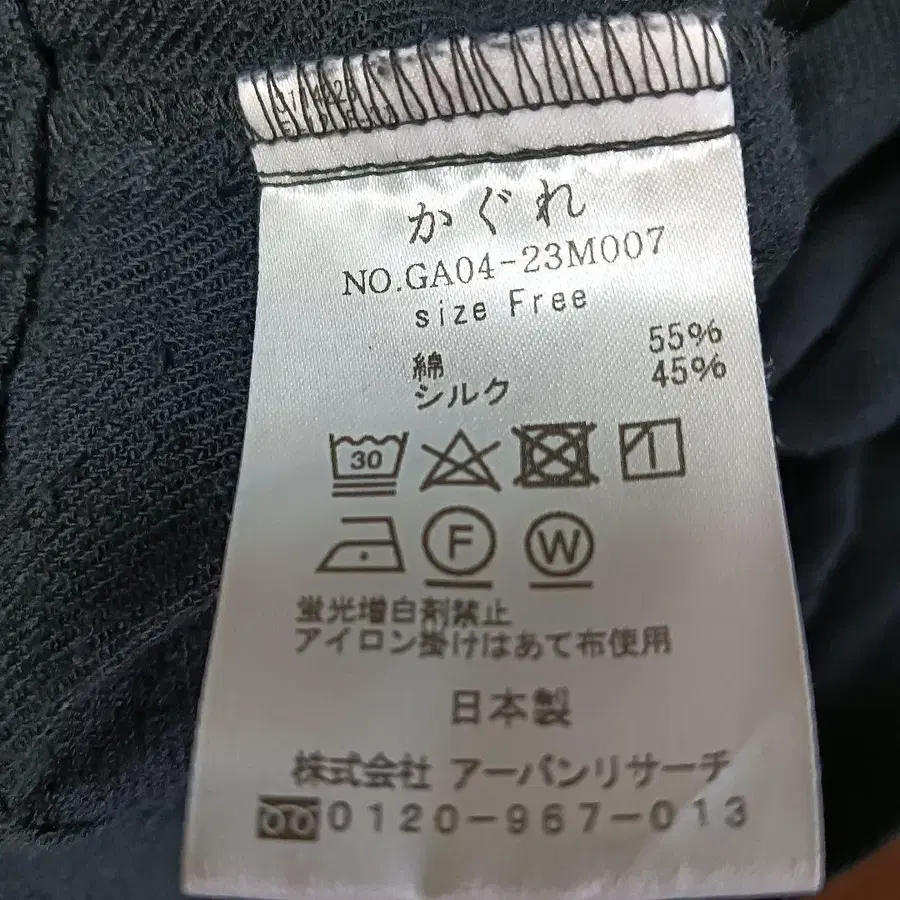 かぐれ
NO.GA04-23M007
size Free
綿 55%
シルク 45%
30
F W
蛍光増白剤禁止
アイロン掛けはあて布使用
日本製
株式会社 アーバンリサーチ
0120-967-013